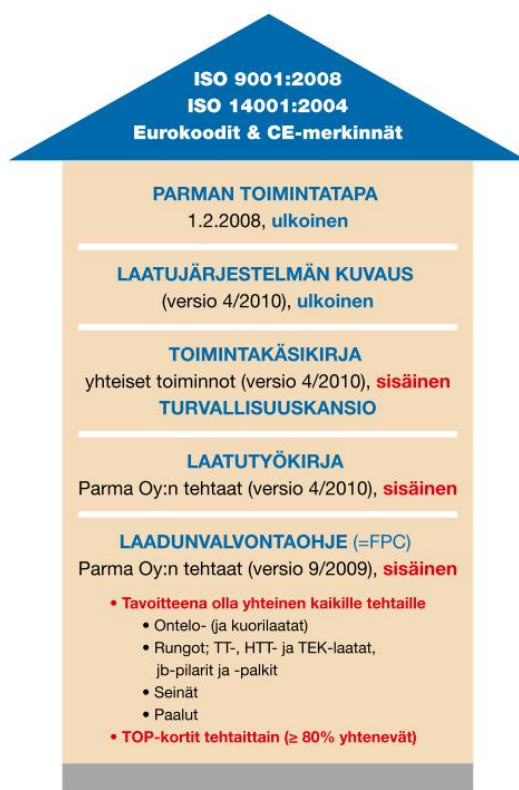 ISO 9001:2008
ISO 14001:2004
Eurokoodit & CE-merkinnät
PARMAN TOIMINTATAPA
1.2.2008, ulkoinen
LAATUJÄRJESTELMÄN KUVAUS
(versio 4/2010), ulkoinen
TOIMINTAKÄSIKIRJA
yhteiset toiminnot (versio 4/2010), sisäinen
TURVALLISUUSKANSIO
LAATUTYÖKIRJA
Parma Oy:n tehtaat (versio 4/2010), sisäinen
LAADUNVALVONTAOHJE (=FPC)
Parma Oy:n tehtaat (versio 9/2009), sisäinen
• Tavoitteena olla yhteinen kaikille tehtaille
• Ontelo- (ja kuorilaatat)
• Rungot; TT-, HTT- ja TEK-laatat,
jb-pilarit ja -palkit
• Seinät
• Paalut
• TOP-kortit tehtaittain (≥ 80% yhtenevät)